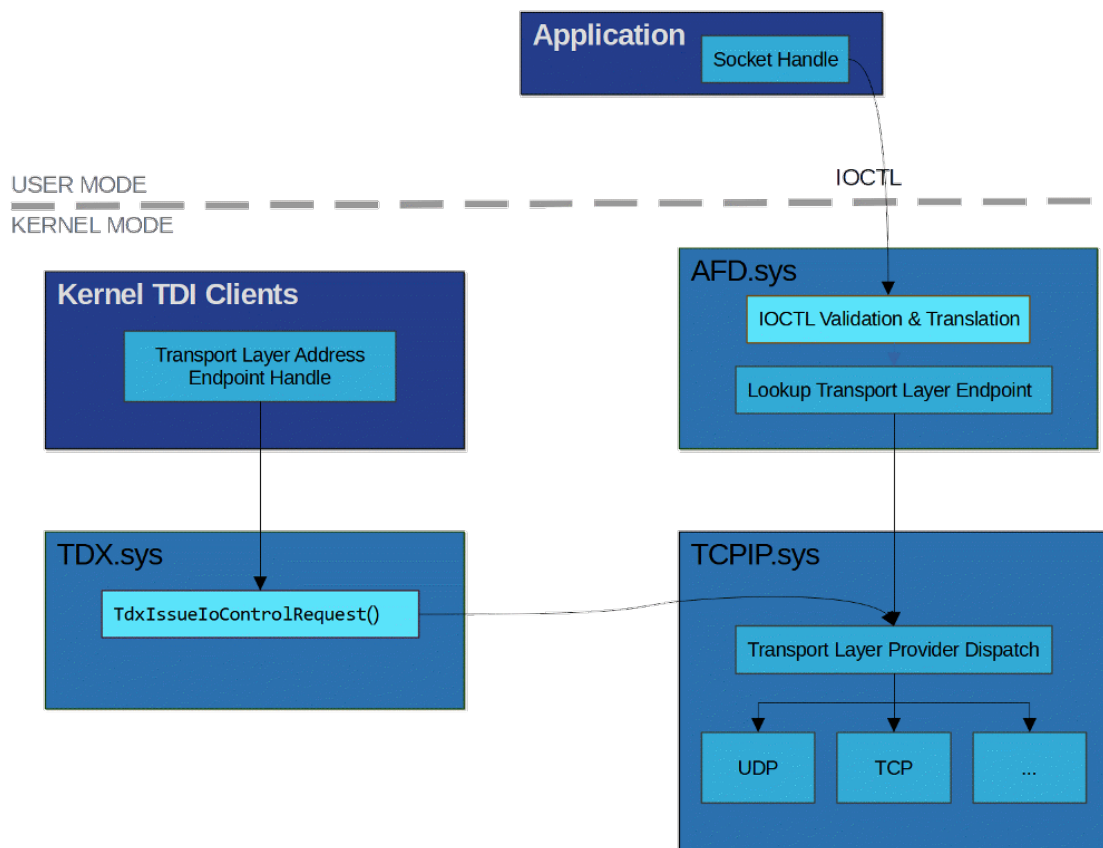 Application
Socket Handle
USER MODE
IOCTL
KERNEL MODE
Kernel TDI Clients
Transport Layer Address
Endpoint Handle
AFD.sys
IOCTL Validation & Translation
Lookup Transport Layer Endpoint
TDX.sys
TdxIssueIoControlRequest()
TCPIP.sys
Transport Layer Provider Dispatch
UDP
TCP
...